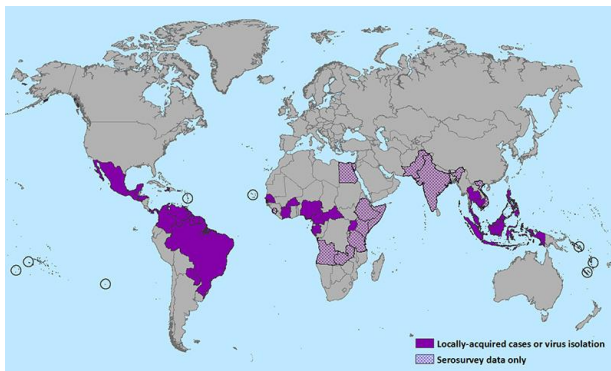 Locally-acquired cases or virus isolation
Serosurvey data only